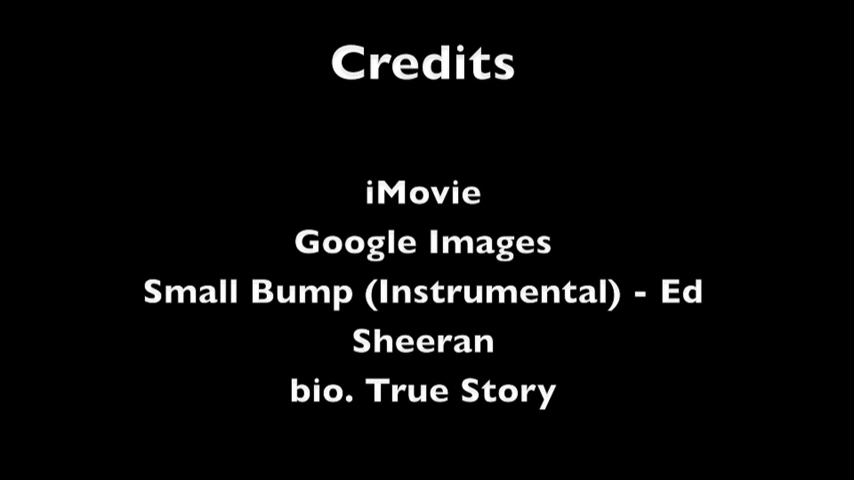 Credits
iMovie
Google Images
Small Bump (Instrumental) - Ed
Sheeran
bio. True Story